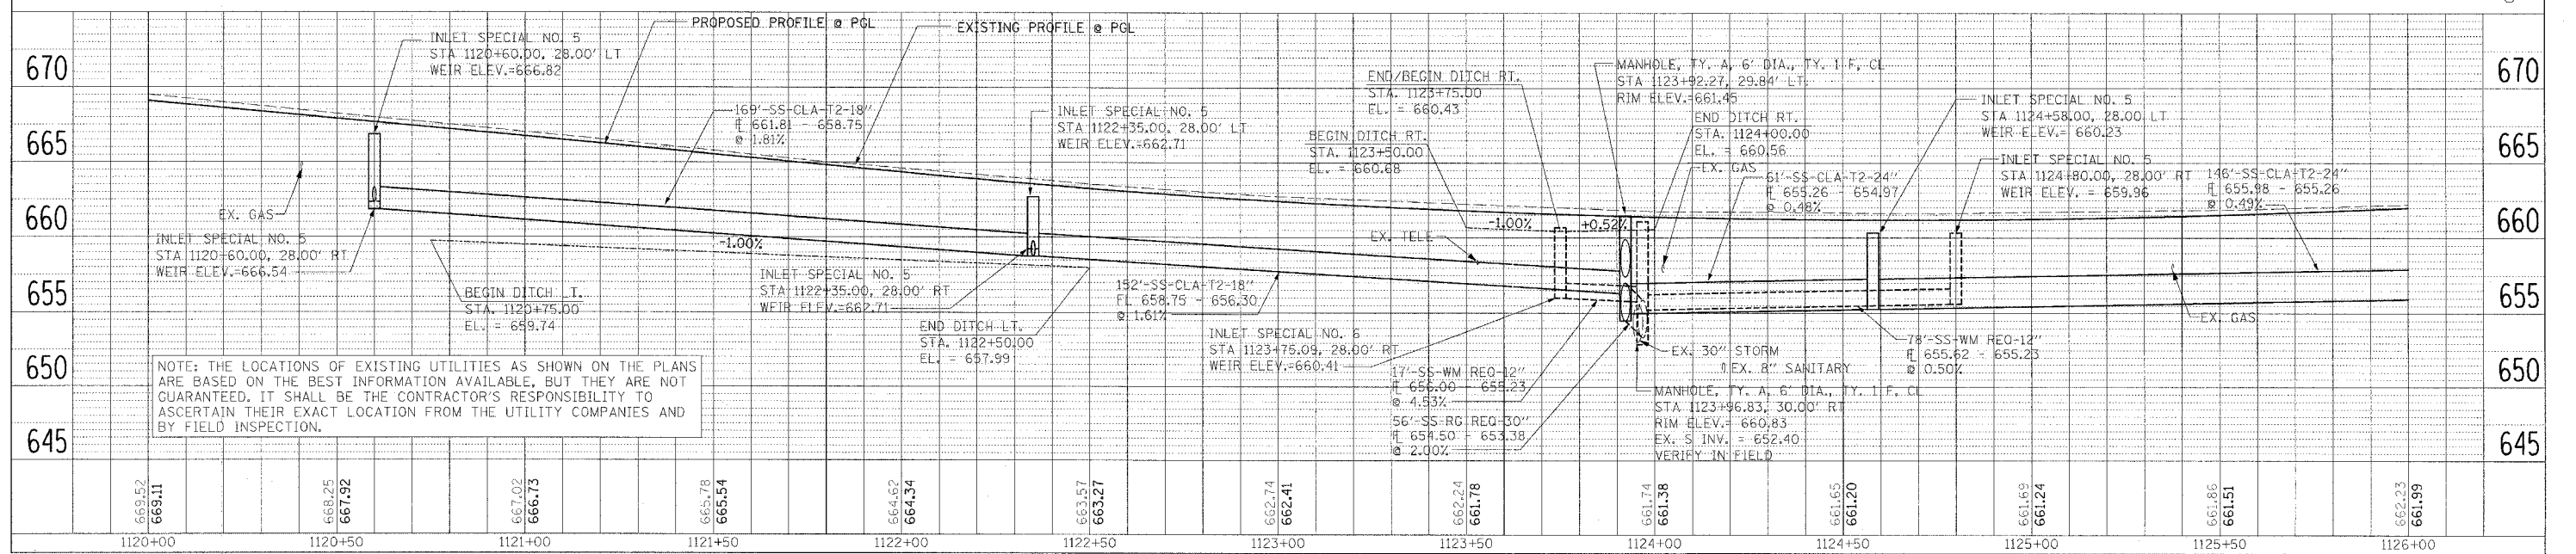 PROPOSED PROFILE @ PGL
EXISTING PROFILE @ PGL
INLET SPECIAL NO. 5
STA 1120+60.00, 28.00' LT
WEIR ELEV.=666.82
169'-SS-CLA-T2-18"
FL 661.81 - 658.75
@ 1.81%
INLET SPECIAL NO. 5
STA 1122+35.00, 28.00' LT
WEIR ELEV.=662.71
END/BEGIN DITCH RT.
STA. 1123+75.00
EL. = 660.43
BEGIN DITCH RT.
STA. 1123+50.00
EL. = 660.68
MANHOLE, TY. A, 6' DIA., TY. 1 F, CL
STA 1123+92.27, 29.84' LT.
RIM ELEV.=661.45
END DITCH RT.
STA. 1124+00.00
EL. = 660.56
EX. GAS
61'-SS-CLA-T2-24"
FL 655.26 - 654.97
@ 0.48%
INLET SPECIAL NO. 5
STA 1124+58.00, 28.00 LT
WEIR ELEV.= 660.23
INLET SPECIAL NO. 5
STA 1124+80.00, 28.00' RT
WEIR ELEV. = 659.96
146'-SS-CLA-T2-24"
FL 655.98 - 655.26
@ 0.49%
670
665
660
655
650
645
670
665
660
655
650
645
EX. GAS
INLET SPECIAL NO. 5
STA 1120+60.00, 28.00' RT
WEIR ELEV.=666.54
-1.00%
BEGIN DITCH LT.
STA. 1120+75.00
EL. = 659.74
INLET SPECIAL NO. 5
STA 1122+35.00, 28.00' RT
WEIR ELEV.=662.71
END DITCH LT.
STA. 1122+50.00
EL. = 657.99
152'-SS-CLA-T2-18"
FL 658.75 - 656.30
@ 1.61%
EX. TELE
-1.00%
+0.52%
INLET SPECIAL NO. 6
STA 1123+75.09, 28.00' RT
WEIR ELEV.=660.41
17'-SS-WM REQ-12"
FL 656.00 - 655.23
@ 4.53%
56'-SS-RG REQ-30"
FL 654.50 - 653.38
@ 2.00%
EX. 30" STORM
EX. 8" SANITARY
MANHOLE, TY. A, 6' DIA., TY. 1 F, CL
STA 1123+96.83, 30.00' RT
RIM ELEV.= 660.83
EX. S INV. = 652.40
VERIFY IN FIELD
78'-SS-WM REQ-12"
FL 655.62 - 655.23
@ 0.50%
EX. GAS
NOTE: THE LOCATIONS OF EXISTING UTILITIES AS SHOWN ON THE PLANS
ARE BASED ON THE BEST INFORMATION AVAILABLE, BUT THEY ARE NOT
GUARANTEED. IT SHALL BE THE CONTRACTOR'S RESPONSIBILITY TO
ASCERTAIN THEIR EXACT LOCATION FROM THE UTILITY COMPANIES AND
BY FIELD INSPECTION.
669.52
669.11
668.25
667.92
667.02
666.73
665.78
665.54
664.62
664.34
663.57
663.27
662.74
662.41
662.24
661.78
661.74
661.38
661.65
661.20
661.69
661.24
661.86
661.51
662.23
661.99
1120+00
1120+50
1121+00
1121+50
1122+00
1122+50
1123+00
1123+50
1124+00
1124+50
1125+00
1125+50
1126+00